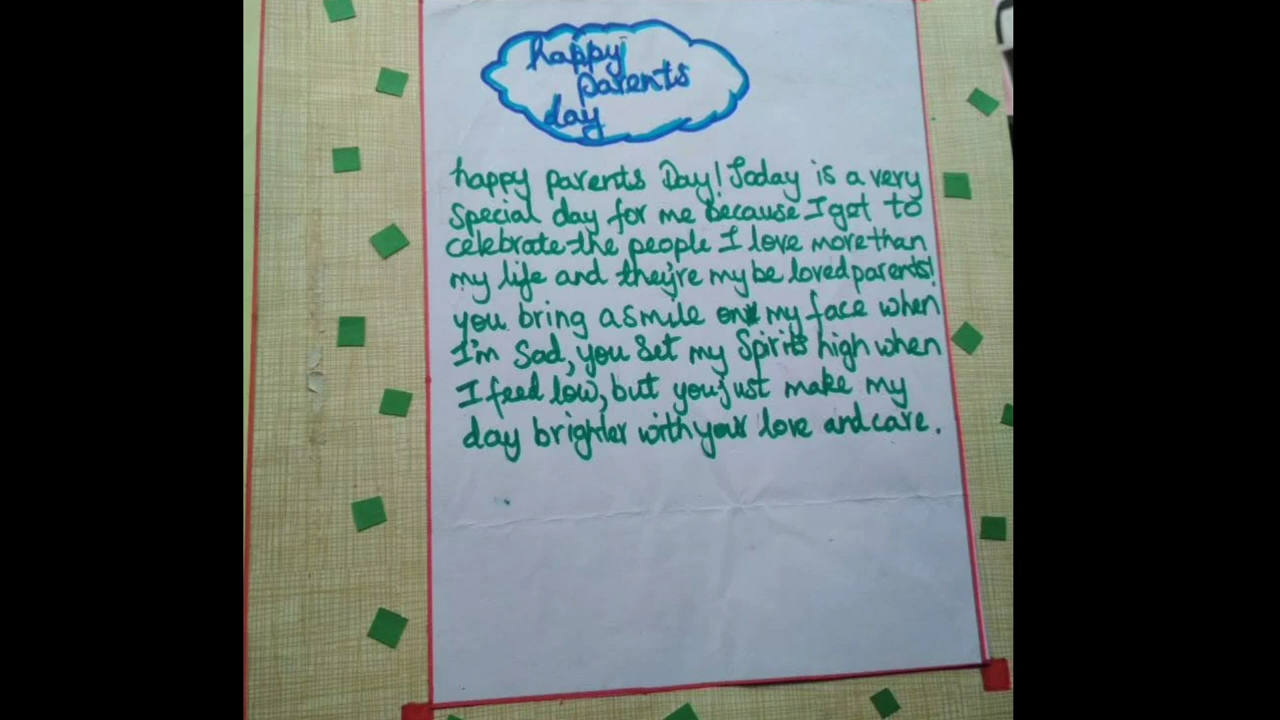 happy
parents
day
happy parents Day! Today is a very
special day for me because I get to
celebrate the people I love more than
my life and they're my be loved parents!
you bring a smile on my face when
I'm Sad, you set my Spirits high when
I feed low, but you just make my
day brighter with your love and care.